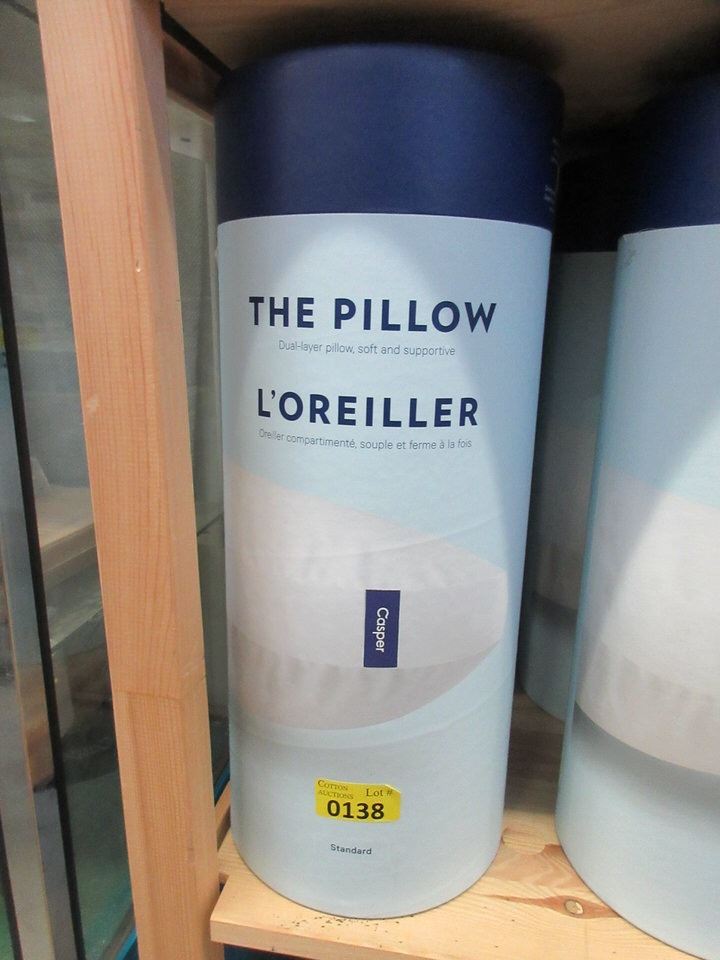 THE PILLOW
Dual-layer pillow, soft and supportive
L'OREILLER
Oreiller compartimenté, souple et ferme à la fois
Casper
COTTON
AUCTIONS Lot #
0138
Standard